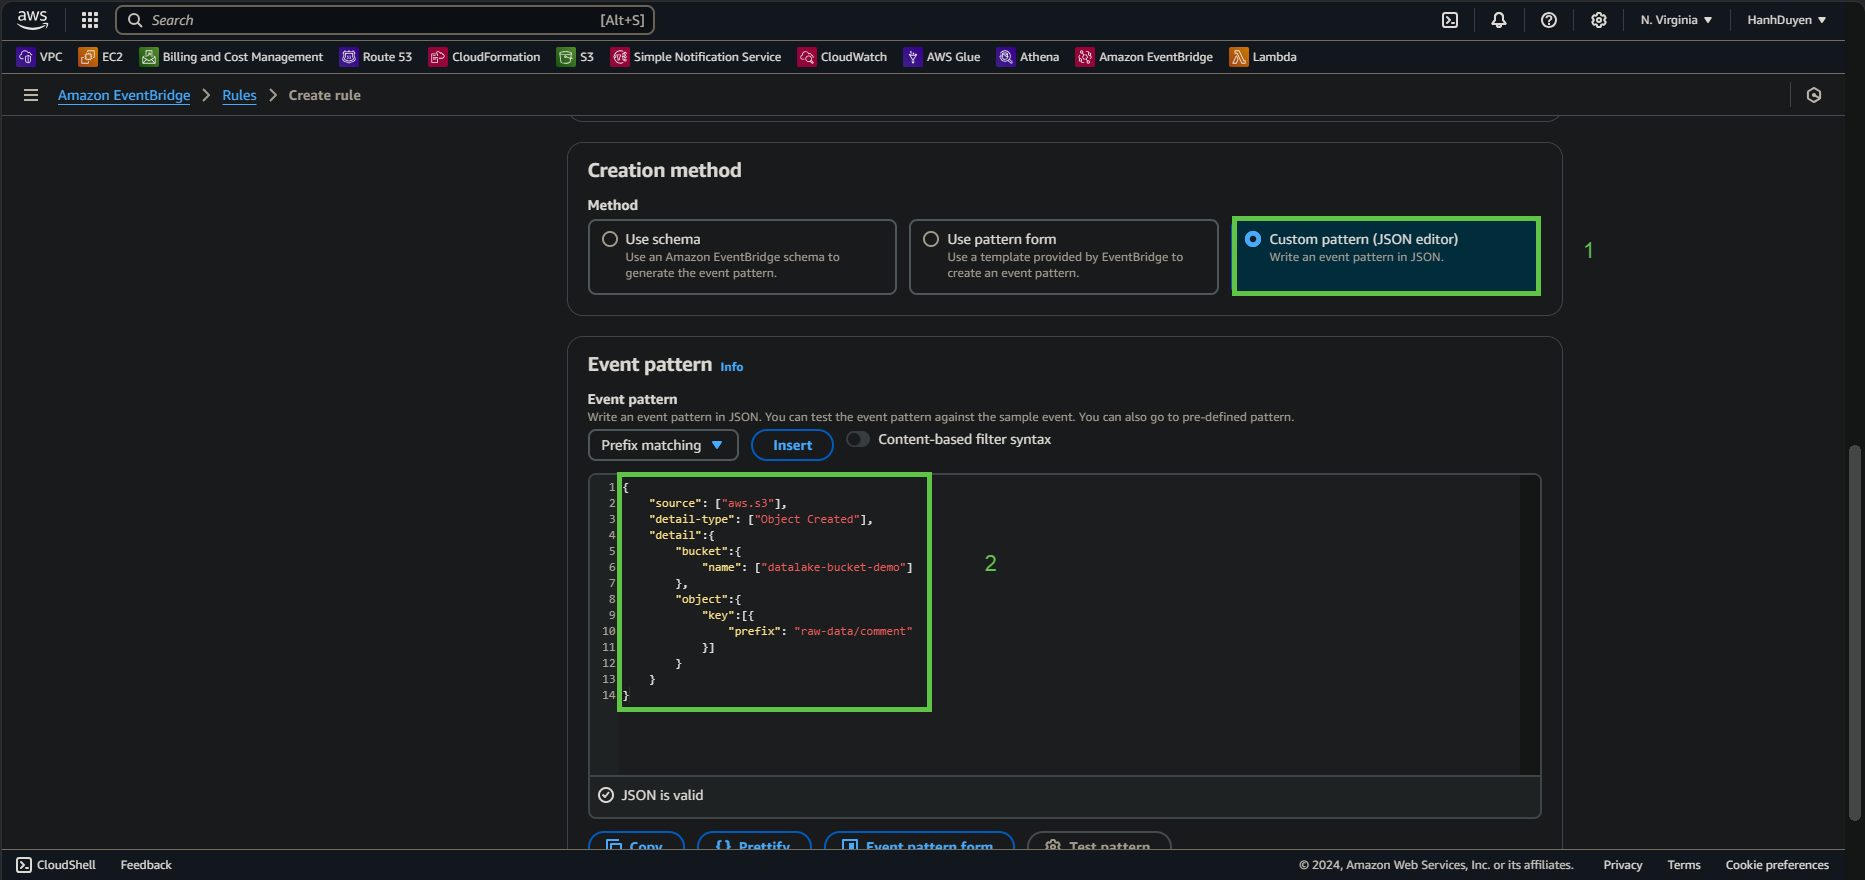 aws Search [Alt+S] N. Virginia ▼ HanhDuyen ▼
VPC EC2 Billing and Cost Management Route 53 CloudFormation S3 Simple Notification Service CloudWatch AWS Glue Athena Amazon EventBridge Lambda
Amazon EventBridge > Rules > Create rule
Creation method
Method
Use schema
Use an Amazon EventBridge schema to
generate the event pattern.
Use pattern form
Use a template provided by EventBridge to
create an event pattern.
Custom pattern (JSON editor)
Write an event pattern in JSON.
1
Event pattern Info
Event pattern
Write an event pattern in JSON. You can test the event pattern against the sample event. You can also go to pre-defined pattern.
Prefix matching ▼ Insert Content-based filter syntax
1 {
2 "source": ["aws.s3"],
3 "detail-type": ["Object Created"],
4 "detail":{
5 "bucket":{
6 "name": ["datalake-bucket-demo"]
7 },
8 "object":{
9 "key":[{
10 "prefix": "raw-data/comment"
11 }]
12 }
13 }
14 }
2
JSON is valid
Copy {} Prettify Event pattern form Test pattern
CloudShell Feedback © 2024, Amazon Web Services, Inc. or its affiliates. Privacy Terms Cookie preferences